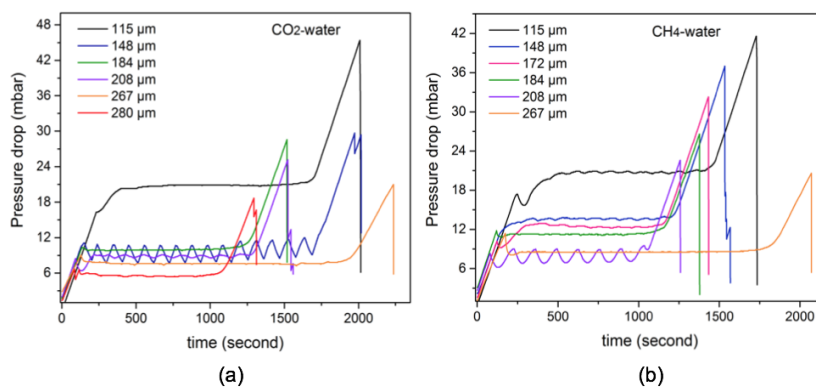 CO2-water
115 μm
148 μm
184 μm
208 μm
267 μm
280 μm
Pressure drop (mbar)
48
42
36
30
24
18
12
6
0
500
1000
1500
2000
time (second)
(a)
CH4-water
115 μm
148 μm
172 μm
184 μm
208 μm
267 μm
Pressure drop (mbar)
42
36
30
24
18
12
6
0
500
1000
1500
2000
time (second)
(b)